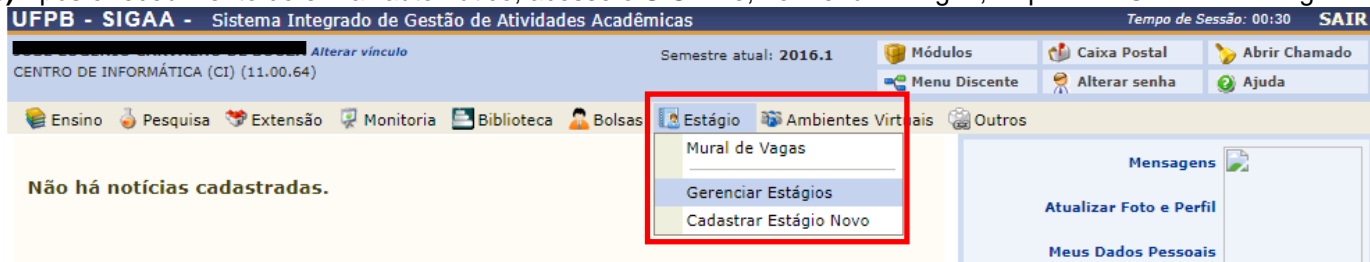 UFPB - SIGAA - Sistema Integrado de Gestão de Atividades Acadêmicas
Tempo de Sessão: 00:30 SAIR
Alterar vínculo
Semestre atual: 2016.1
Módulos
Caixa Postal
Abrir Chamado
CENTRO DE INFORMÁTICA (CI) (11.00.64)
Menu Discente
Alterar senha
Ajuda
Ensino Pesquisa Extensão Monitoria Biblioteca Bolsas Estágio Ambientes Virtuais Outros
Mural de Vagas
Gerenciar Estágios
Cadastrar Estágio Novo
Não há notícias cadastradas.
Mensagens
Atualizar Foto e Perfil
Meus Dados Pessoais